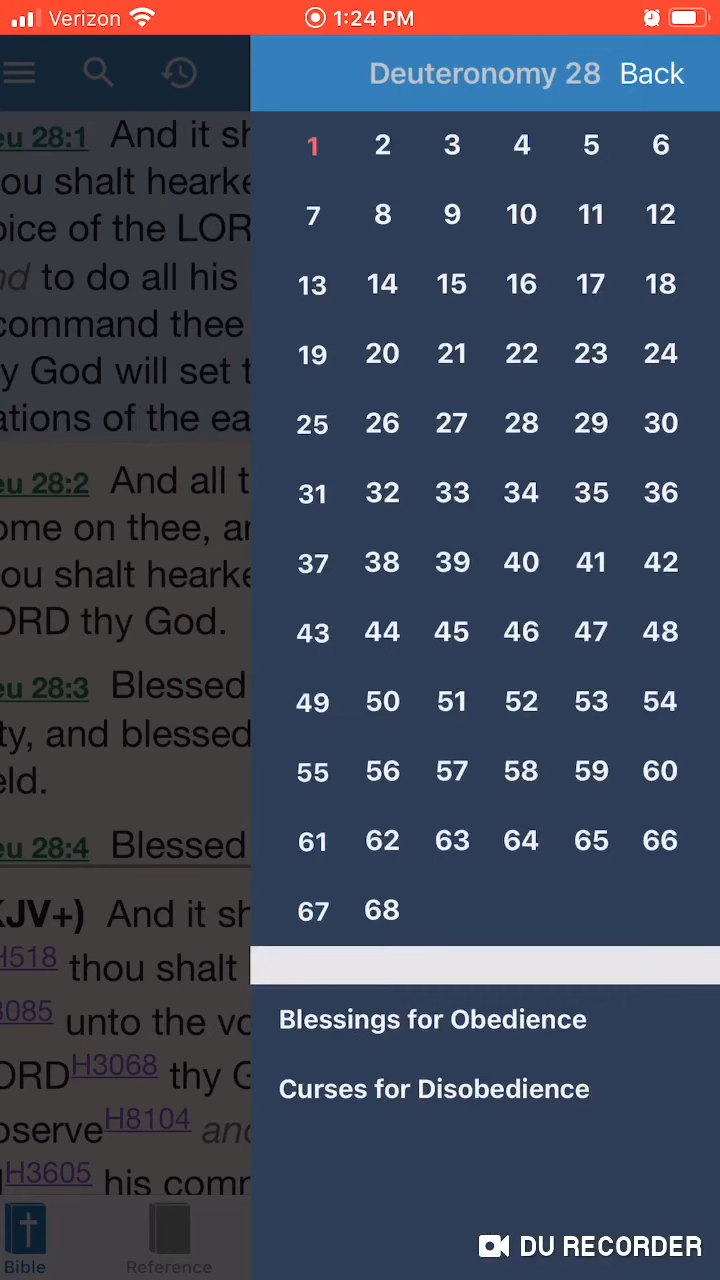 Verizon 1:24 PM
Deuteronomy 28 Back
1 2 3 4 5 6
7 8 9 10 11 12
13 14 15 16 17 18
19 20 21 22 23 24
25 26 27 28 29 30
31 32 33 34 35 36
37 38 39 40 41 42
43 44 45 46 47 48
49 50 51 52 53 54
55 56 57 58 59 60
61 62 63 64 65 66
67 68
Blessings for Obedience
Curses for Disobedience
eu 28:1 And it sh
ou shalt hearke
oice of the LOR
nd to do all his
command thee
y God will set t
ations of the ea
eu 28:2 And all t
ome on thee, an
ou shalt hearke
ORD thy God.
eu 28:3 Blessed
ty, and blessed
eld.
eu 28:4 Blessed
KJV+) And it sh
H518 thou shalt
3085 unto the vo
ORDH3068 thy G
bserveH8104 and
H3605 his comr
Bible Reference
DU RECORDER